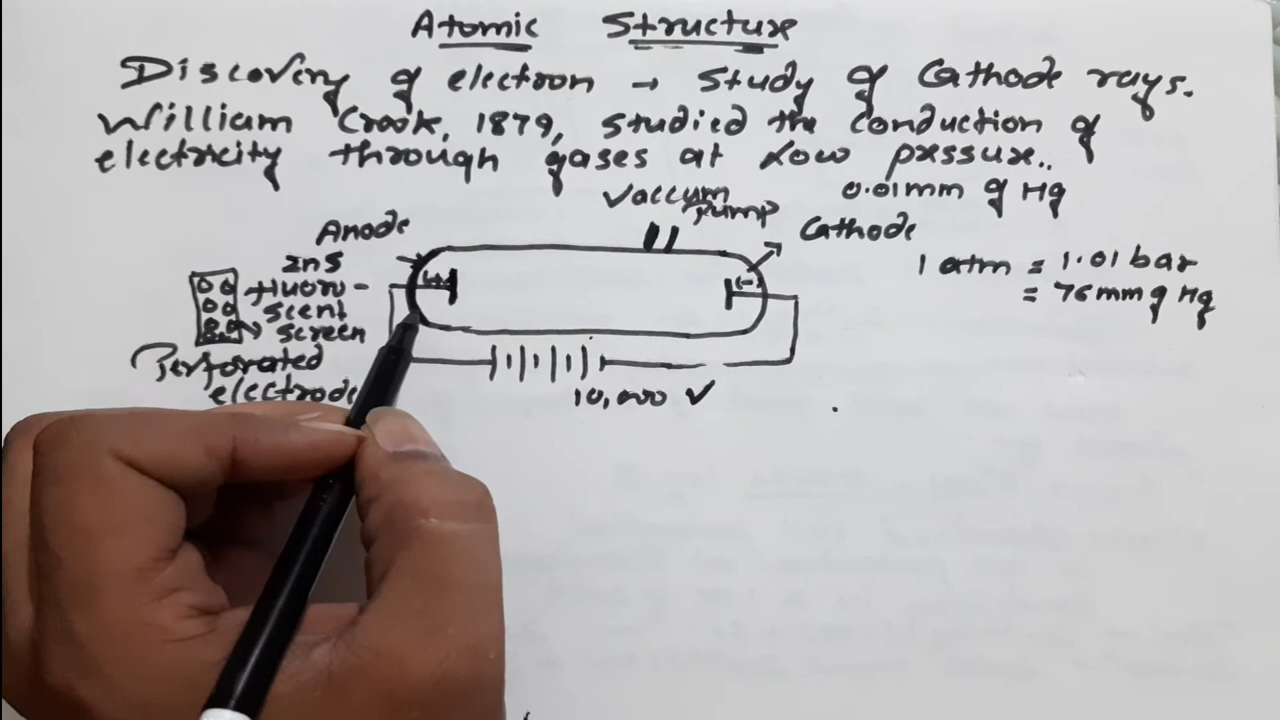 Atomic Structure
Discovery of electron → Study of Cathode rays.
William Crook, 1879, studied the conduction of
electricity through gases at low pressure..
0.01mm of Hg
Vaccum
Pump
Anode
Cathode
ZnS
fluoro-
scent
screen
Perforated
electrode
(++)
(-)
10,000 V
1 atm = 1.01 bar
= 76 mm of Hg